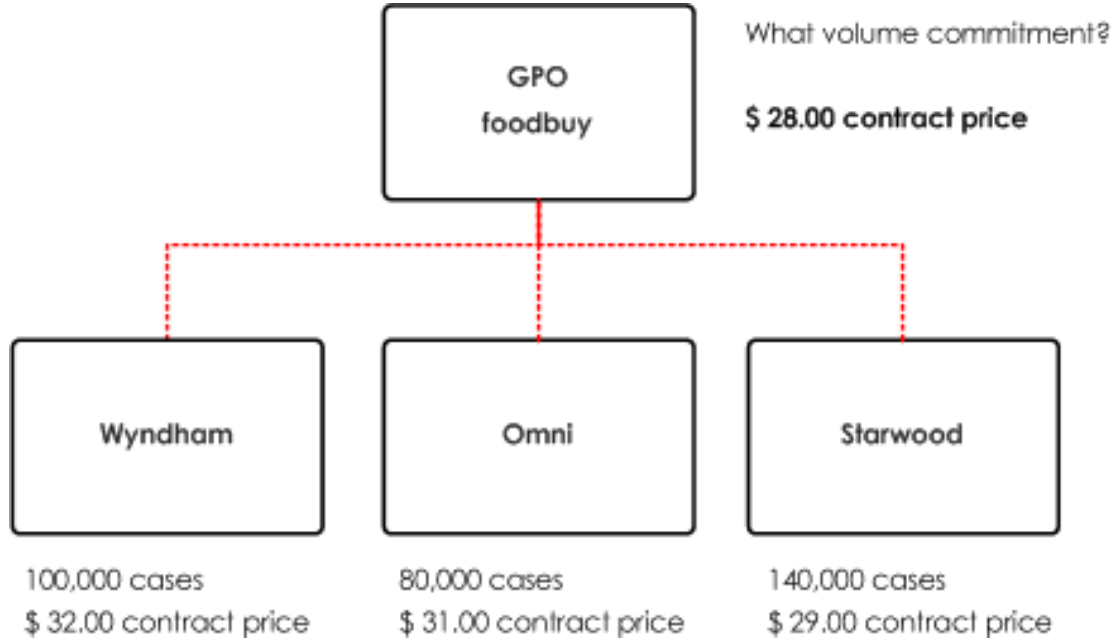 GPO
foodbuy
What volume commitment?
$ 28.00 contract price
Wyndham
Omni
Starwood
100,000 cases
$ 32.00 contract price
80,000 cases
$ 31.00 contract price
140,000 cases
$ 29.00 contract price